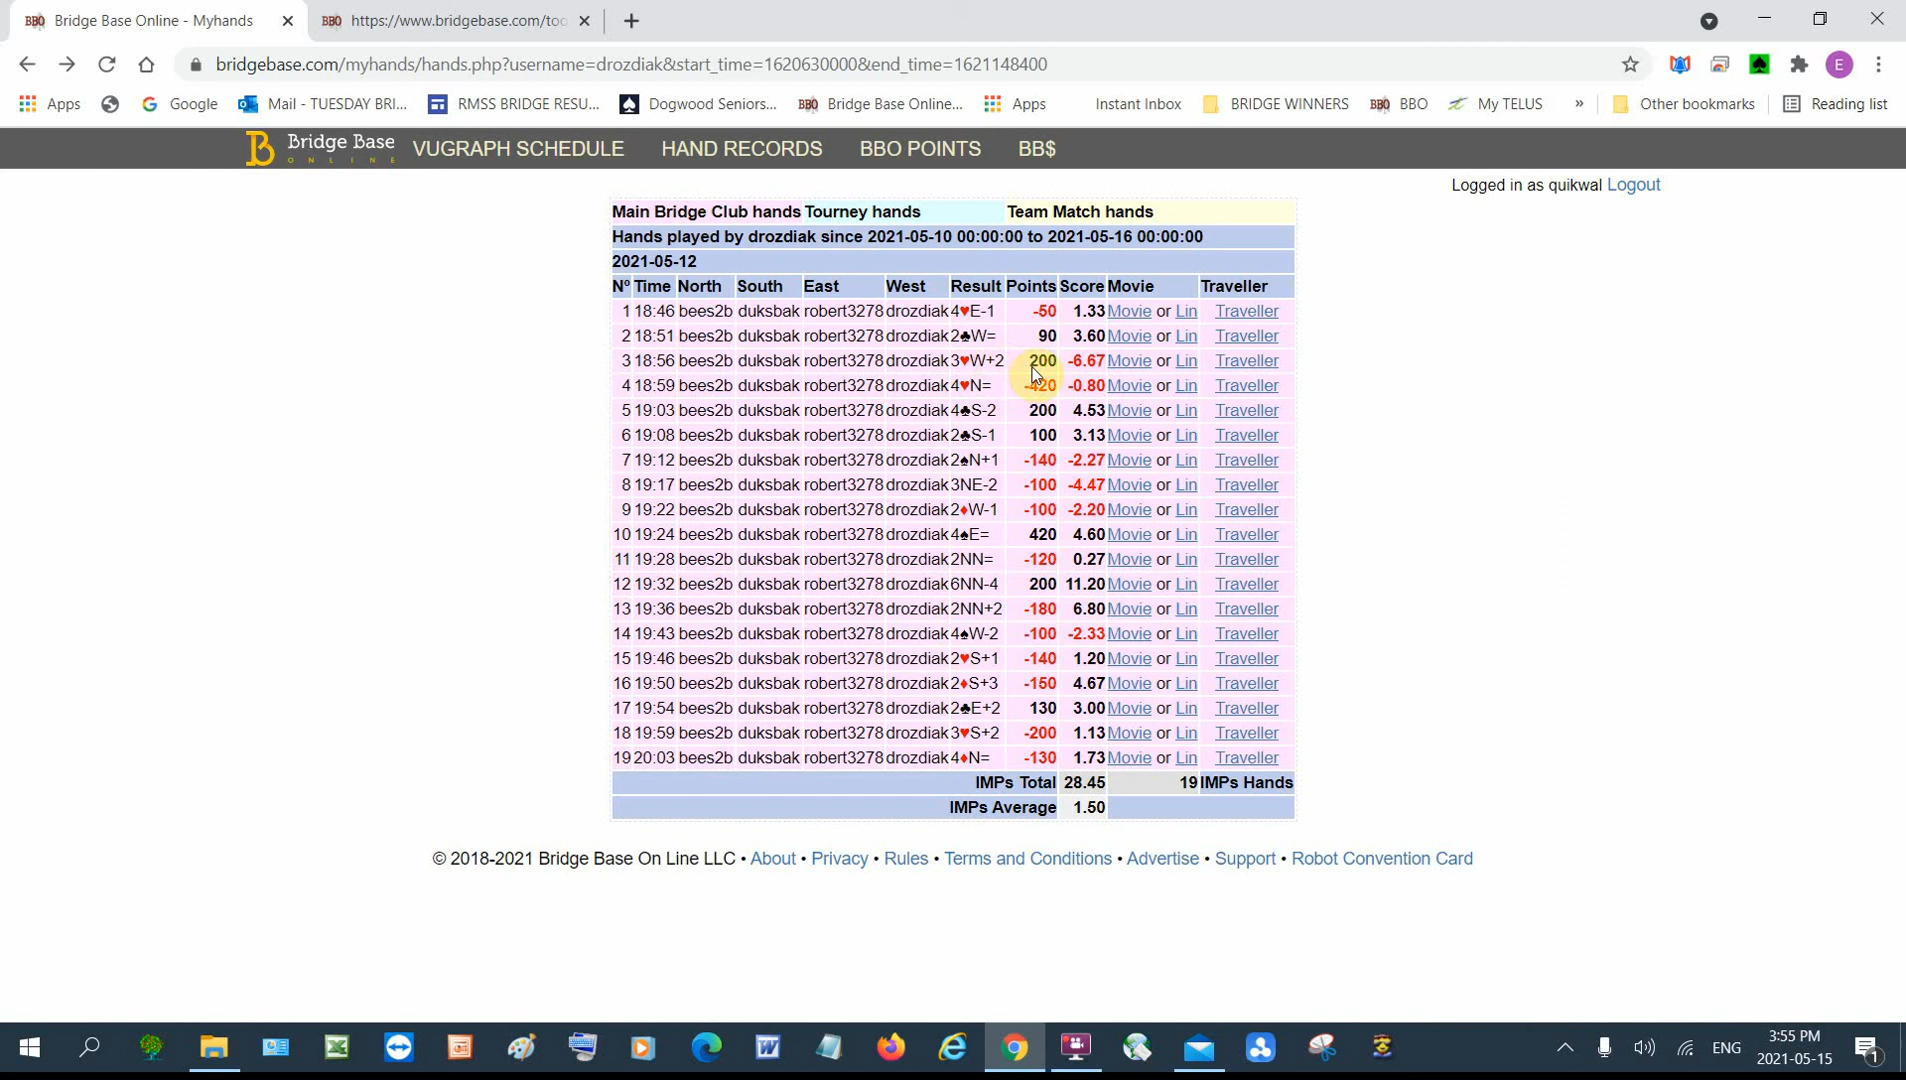 Bridge Base Online - Myhands
https://www.bridgebase.com/too
bridgebase.com/myhands/hands.php?username=drozdiak&start_time=1620630000&end_time=1621148400
E
Apps Google Mail - TUESDAY BRI... RMSS BRIDGE RESU... Dogwood Seniors... BBO Bridge Base Online... Apps Instant Inbox BRIDGE WINNERS BBO BBO My TELUS » Other bookmarks Reading list
Bridge Base ONLINE VUGRAPH SCHEDULE HAND RECORDS BBO POINTS BB$
Logged in as quikwal Logout
Main Bridge Club hands Tourney hands Team Match hands
Hands played by drozdiak since 2021-05-10 00:00:00 to 2021-05-16 00:00:00
2021-05-12
Nº Time North South East West Result Points Score Movie Traveller
1 18:46 bees2b duksbak robert3278 drozdiak 4♥E-1 -50 1.33 Movie or Lin Traveller
2 18:51 bees2b duksbak robert3278 drozdiak 2♣W= 90 3.60 Movie or Lin Traveller
3 18:56 bees2b duksbak robert3278 drozdiak 3♥W+2 200 -6.67 Movie or Lin Traveller
4 18:59 bees2b duksbak robert3278 drozdiak 4♥N= -420 -0.80 Movie or Lin Traveller
5 19:03 bees2b duksbak robert3278 drozdiak 4♣S-2 200 4.53 Movie or Lin Traveller
6 19:08 bees2b duksbak robert3278 drozdiak 2♣S-1 100 3.13 Movie or Lin Traveller
7 19:12 bees2b duksbak robert3278 drozdiak 2♠N+1 -140 -2.27 Movie or Lin Traveller
8 19:17 bees2b duksbak robert3278 drozdiak 3NE-2 -100 -4.47 Movie or Lin Traveller
9 19:22 bees2b duksbak robert3278 drozdiak 2♦W-1 -100 -2.20 Movie or Lin Traveller
10 19:24 bees2b duksbak robert3278 drozdiak 4♠E= 420 4.60 Movie or Lin Traveller
11 19:28 bees2b duksbak robert3278 drozdiak 2NN= -120 0.27 Movie or Lin Traveller
12 19:32 bees2b duksbak robert3278 drozdiak 6NN-4 200 11.20 Movie or Lin Traveller
13 19:36 bees2b duksbak robert3278 drozdiak 2NN+2 -180 6.80 Movie or Lin Traveller
14 19:43 bees2b duksbak robert3278 drozdiak 4♠W-2 -100 -2.33 Movie or Lin Traveller
15 19:46 bees2b duksbak robert3278 drozdiak 2♥S+1 -140 1.20 Movie or Lin Traveller
16 19:50 bees2b duksbak robert3278 drozdiak 2♦S+3 -150 4.67 Movie or Lin Traveller
17 19:54 bees2b duksbak robert3278 drozdiak 2♣E+2 130 3.00 Movie or Lin Traveller
18 19:59 bees2b duksbak robert3278 drozdiak 3♥S+2 -200 1.13 Movie or Lin Traveller
19 20:03 bees2b duksbak robert3278 drozdiak 4♦N= -130 1.73 Movie or Lin Traveller
IMPs Total 28.45 19 IMPs Hands
IMPs Average 1.50
© 2018-2021 Bridge Base On Line LLC • About • Privacy • Rules • Terms and Conditions • Advertise • Support • Robot Convention Card
ENG
3:55 PM
2021-05-15
1